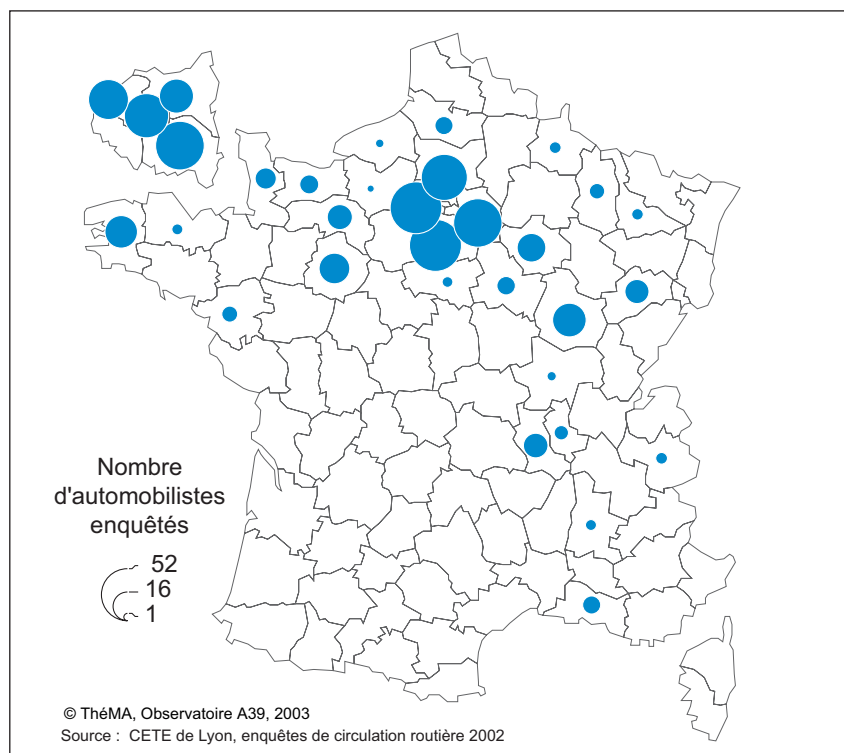 Nombre
d'automobilistes
enquêtés
52
16
1
© ThéMA, Observatoire A39, 2003
Source : CETE de Lyon, enquêtes de circulation routière 2002